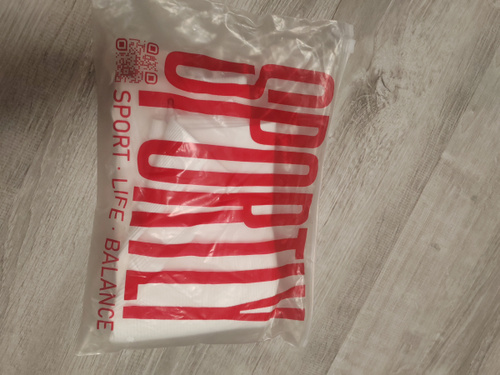 SPORTLY
SPORT · LIFE · BALANCE